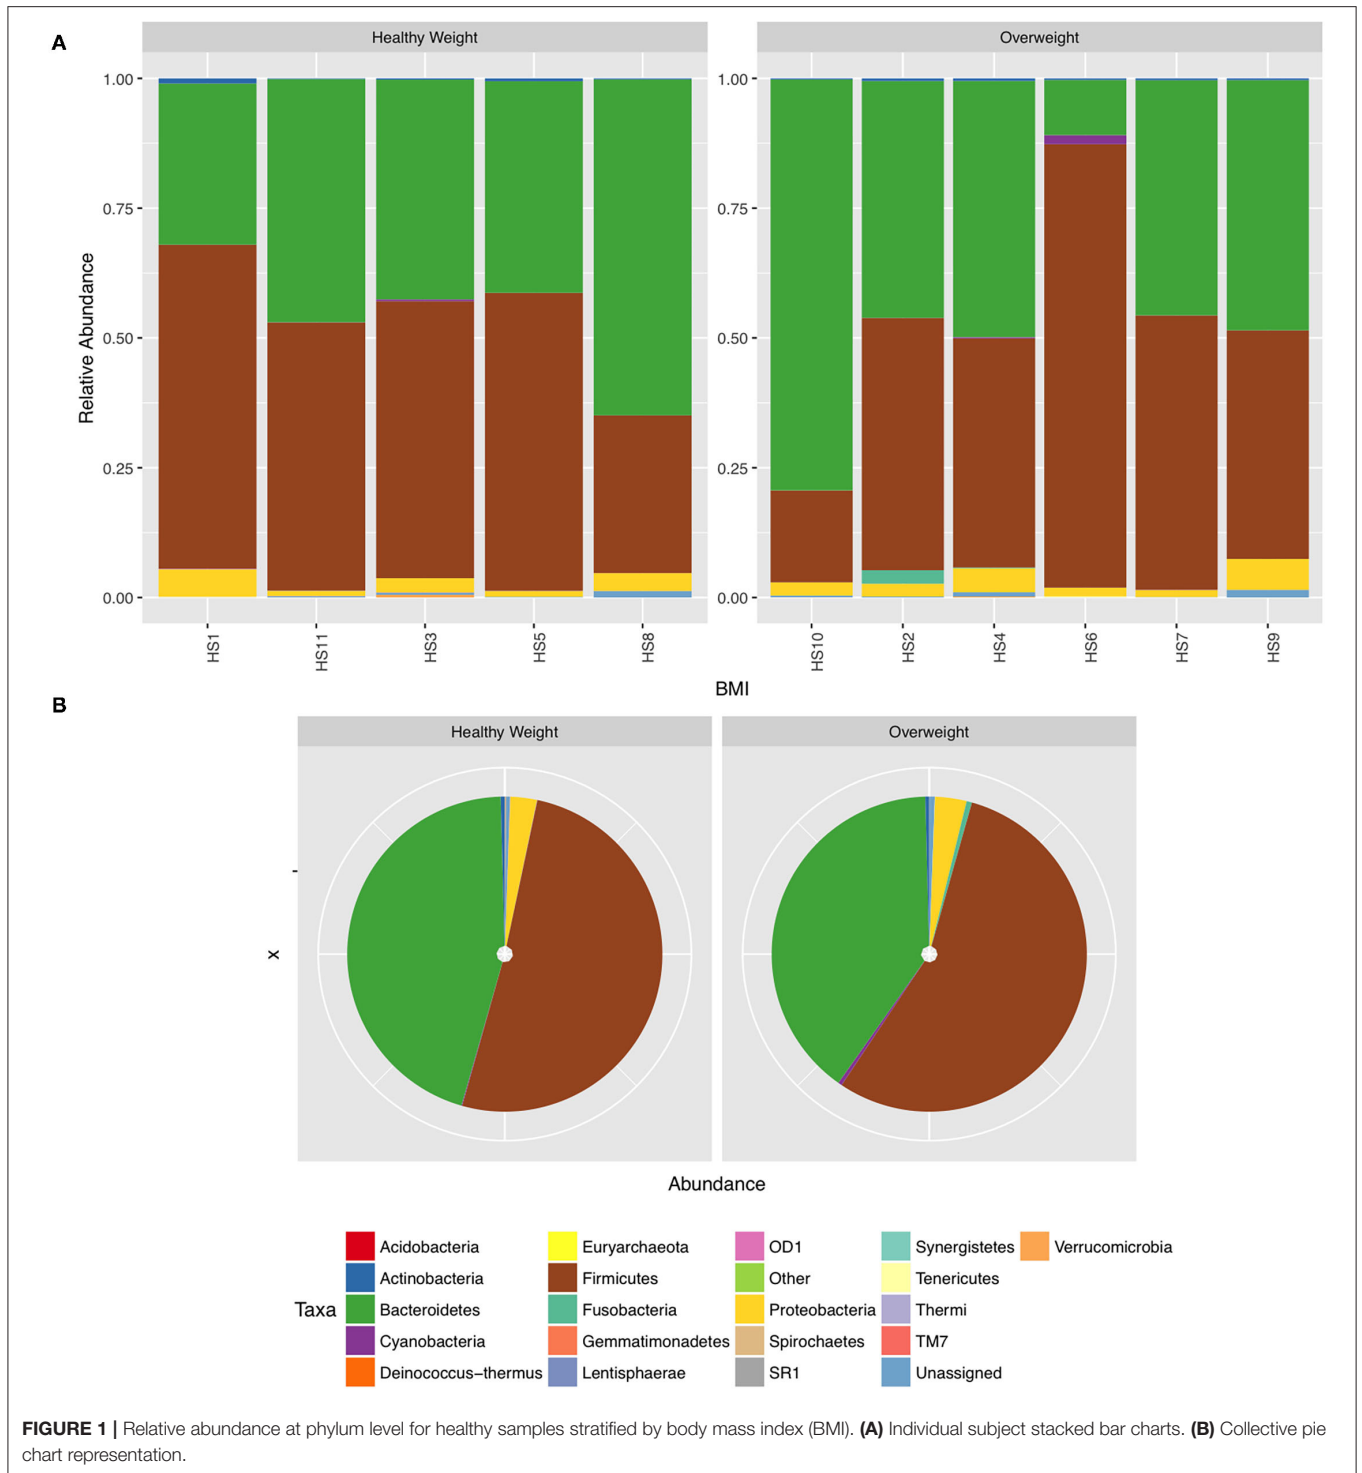 A
Healthy Weight
Overweight
1.00
0.75
0.50
0.25
0.00
Relative Abundance
1.00
0.75
0.50
0.25
0.00
HS1
HS11
HS3
HS5
HS8
HS10
HS2
HS4
HS6
HS7
HS9
BMI
B
Healthy Weight
Overweight
x
Abundance
Taxa
Acidobacteria
Actinobacteria
Bacteroidetes
Cyanobacteria
Deinococcus−thermus
Euryarchaeota
Firmicutes
Fusobacteria
Gemmatimonadetes
Lentisphaerae
OD1
Other
Proteobacteria
Spirochaetes
SR1
Synergistetes
Tenericutes
Thermi
TM7
Unassigned
Verrucomicrobia
FIGURE 1 | Relative abundance at phylum level for healthy samples stratified by body mass index (BMI). (A) Individual subject stacked bar charts. (B) Collective pie
chart representation.